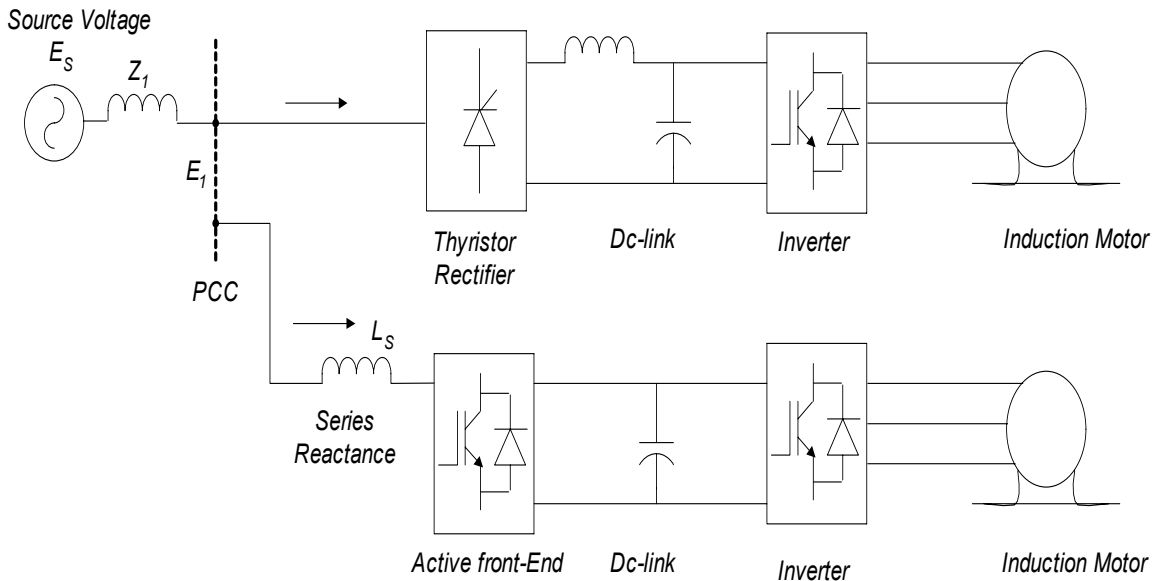 Source Voltage
E_S
Z_1
E_1
PCC
Thyristor
Rectifier
Dc-link
Inverter
Induction Motor
L_S
Series
Reactance
Active front-End
Dc-link
Inverter
Induction Motor